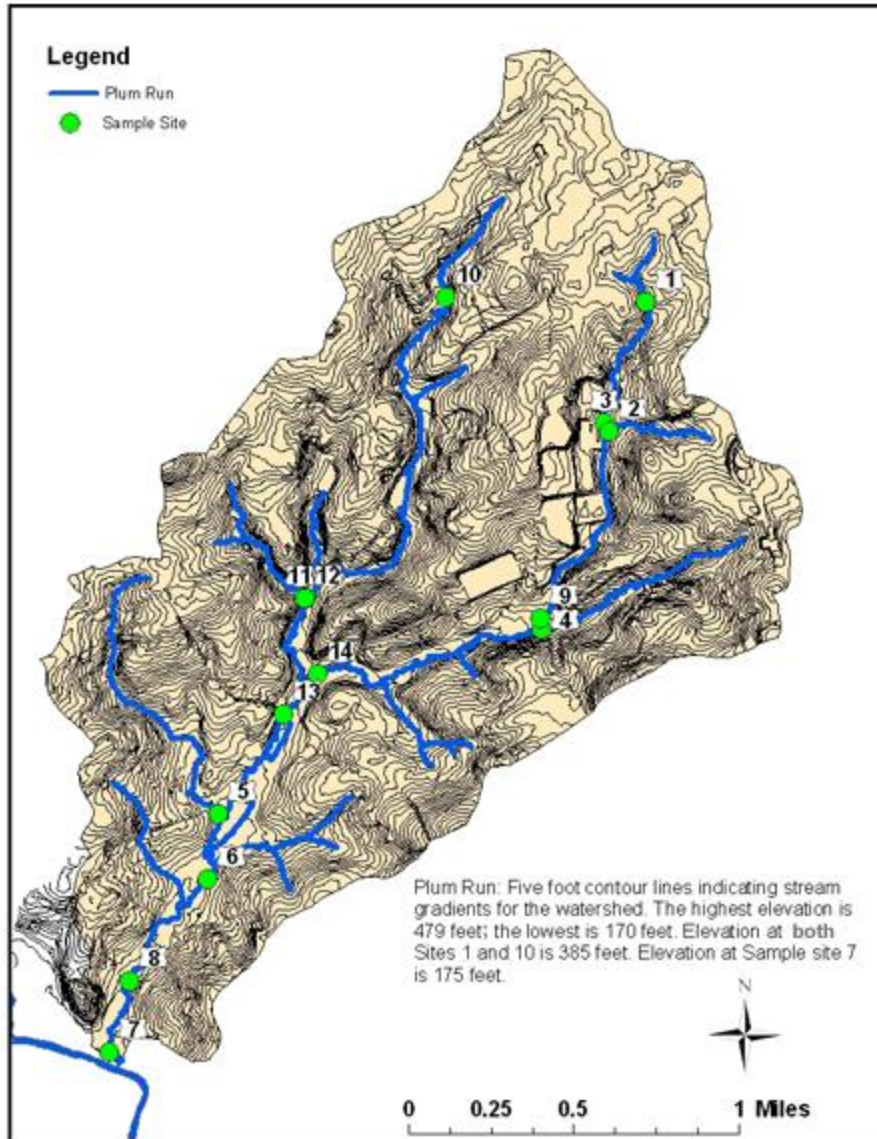 Legend
Plum Run
Sample Site
10
1
3
2
11
12
9
4
14
13
5
6
Plum Run: Five foot contour lines indicating stream
gradients for the watershed. The highest elevation is
479 feet; the lowest is 170 feet. Elevation at both
Sites 1 and 10 is 385 feet. Elevation at Sample site 7
is 175 feet.
8
N
7
0 0.25 0.5 1 Miles